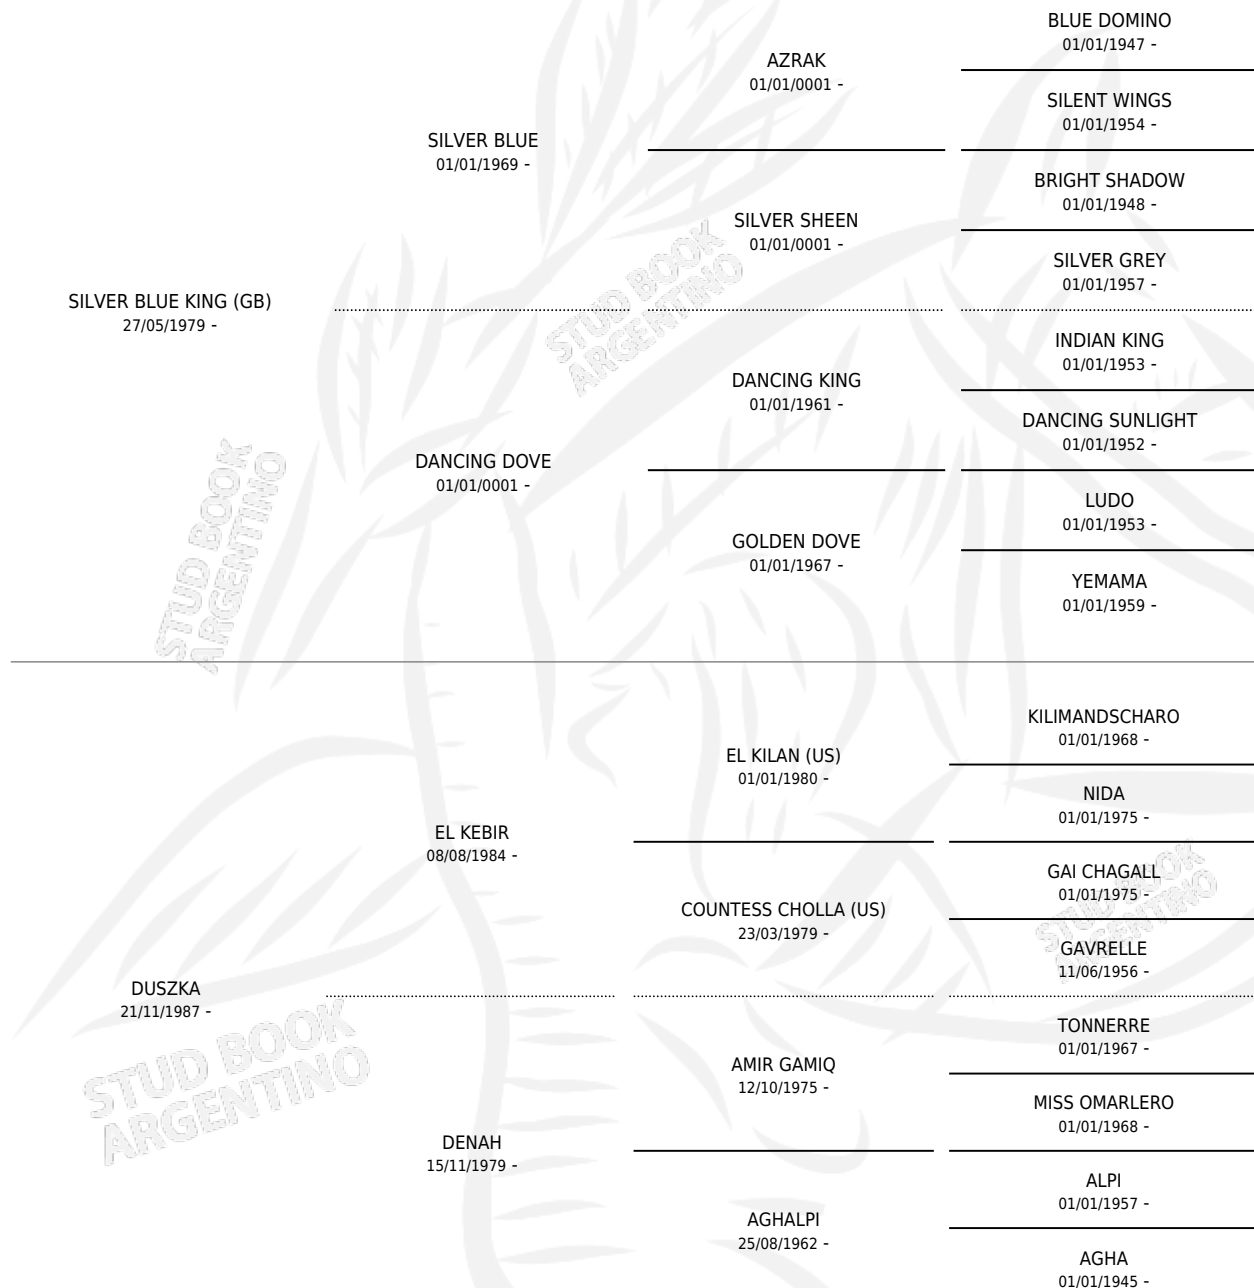 BLUE DOMINO
01/01/1947 -
AZRAK
01/01/0001 -
SILENT WINGS
01/01/1954 -
SILVER BLUE
01/01/1969 -
BRIGHT SHADOW
01/01/1948 -
SILVER SHEEN
01/01/0001 -
SILVER GREY
01/01/1957 -
SILVER BLUE KING (GB)
27/05/1979 -
INDIAN KING
01/01/1953 -
DANCING KING
01/01/1961 -
DANCING SUNLIGHT
01/01/1952 -
DANCING DOVE
01/01/0001 -
LUDO
01/01/1953 -
GOLDEN DOVE
01/01/1967 -
YEMAMA
01/01/1959 -
KILIMANDSCHARO
01/01/1968 -
EL KILAN (US)
01/01/1980 -
NIDA
01/01/1975 -
EL KEBIR
08/08/1984 -
GAI CHAGALL
01/01/1975 -
COUNTESS CHOLLA (US)
23/03/1979 -
GAVRELLE
11/06/1956 -
DUSZKA
21/11/1987 -
TONNERRE
01/01/1967 -
AMIR GAMIQ
12/10/1975 -
MISS OMARLERO
01/01/1968 -
DENAH
15/11/1979 -
ALPI
01/01/1957 -
AGHALPI
25/08/1962 -
AGHA
01/01/1945 -
STUD BOOK
ARGENTINO
STUD BOOK
ARGENTINO
STUD BOOK
ARGENTINO
STUD BOOK
ARGENTINO